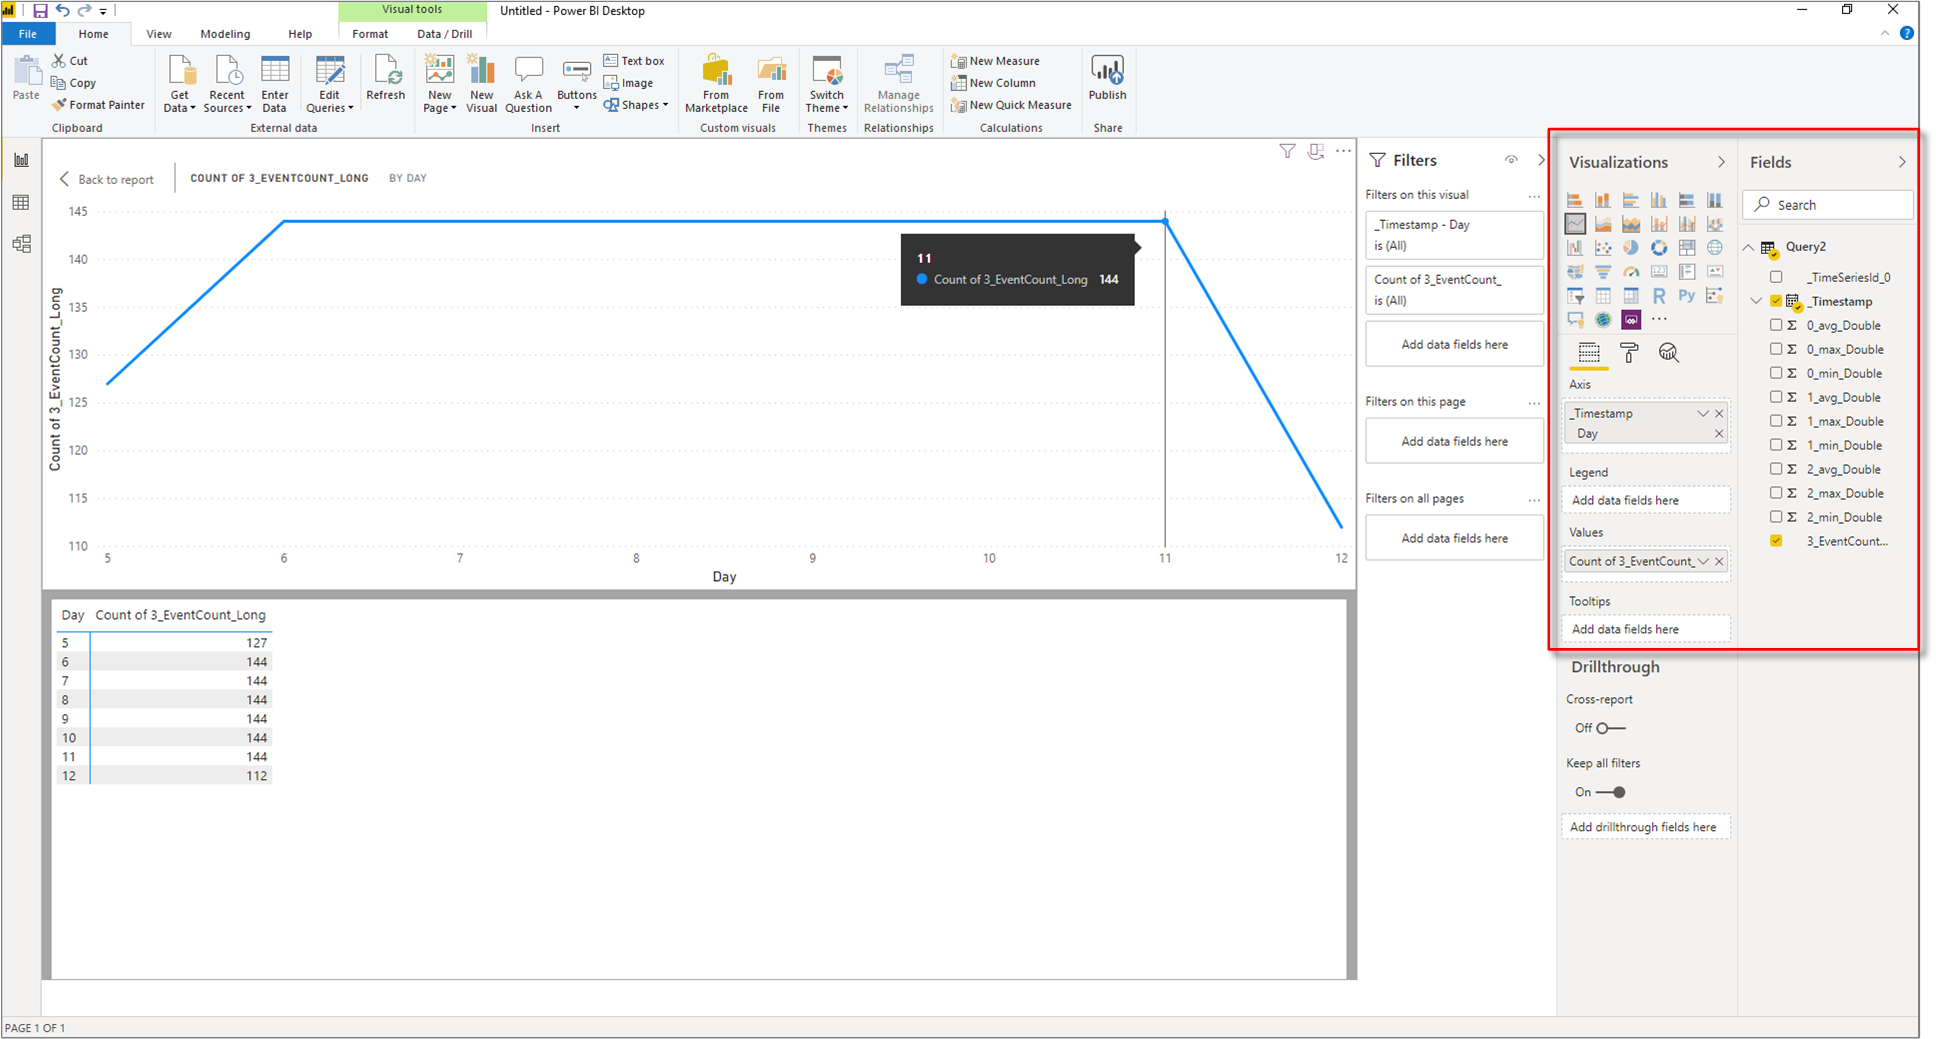 Visual tools
Untitled - Power BI Desktop
File
Home
View
Modeling
Help
Format
Data / Drill
Paste
Cut
Copy
Format Painter
Clipboard
Get
Data
Recent
Sources
Enter
Data
Edit
Queries
Refresh
External data
New
Page
New
Visual
Ask A
Question
Buttons
Text box
Image
Shapes
Insert
From
Marketplace
From
File
Custom visuals
Switch
Theme
Themes
Manage
Relationships
Relationships
New Measure
New Column
New Quick Measure
Calculations
Publish
Share
Back to report
COUNT OF 3_EVENTCOUNT_LONG
BY DAY
Count of 3_EventCount_Long
145
140
135
130
125
120
115
110
5
6
7
8
9
10
11
12
Day
11
Count of 3_EventCount_Long 144
Day Count of 3_EventCount_Long
5 127
6 144
7 144
8 144
9 144
10 144
11 144
12 112
Filters
Filters on this visual
_Timestamp - Day
is (All)
Count of 3_EventCount_
is (All)
Add data fields here
Filters on this page
Add data fields here
Filters on all pages
Add data fields here
Visualizations
R
Py
123
Axis
_Timestamp
Day
Legend
Add data fields here
Values
Count of 3_EventCount_
Tooltips
Add data fields here
Drillthrough
Cross-report
Off
Keep all filters
On
Add drillthrough fields here
Fields
Search
Query2
_TimeSeriesId_0
_Timestamp
Σ 0_avg_Double
Σ 0_max_Double
Σ 0_min_Double
Σ 1_avg_Double
Σ 1_max_Double
Σ 1_min_Double
Σ 2_avg_Double
Σ 2_max_Double
Σ 2_min_Double
3_EventCount...
PAGE 1 OF 1